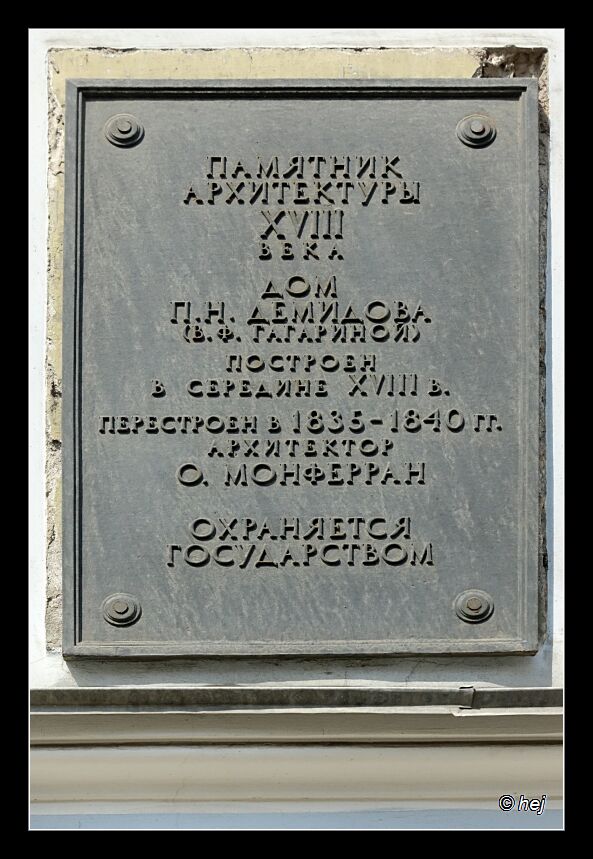 ПАМЯТНИК
АРХИТЕКТУРЫ
XVIII
ВЕКА
ДОМ
П.Н. ДЕМИДОВА
(В.Ф. ГАГАРИНОЙ)
ПОСТРОЕН
В СЕРЕДИНЕ XVIII В.
ПЕРЕСТРОЕН В 1835-1840 ГГ.
АРХИТЕКТОР
О. МОНФЕРРАН
ОХРАНЯЕТСЯ
ГОСУДАРСТВОМ
© hej